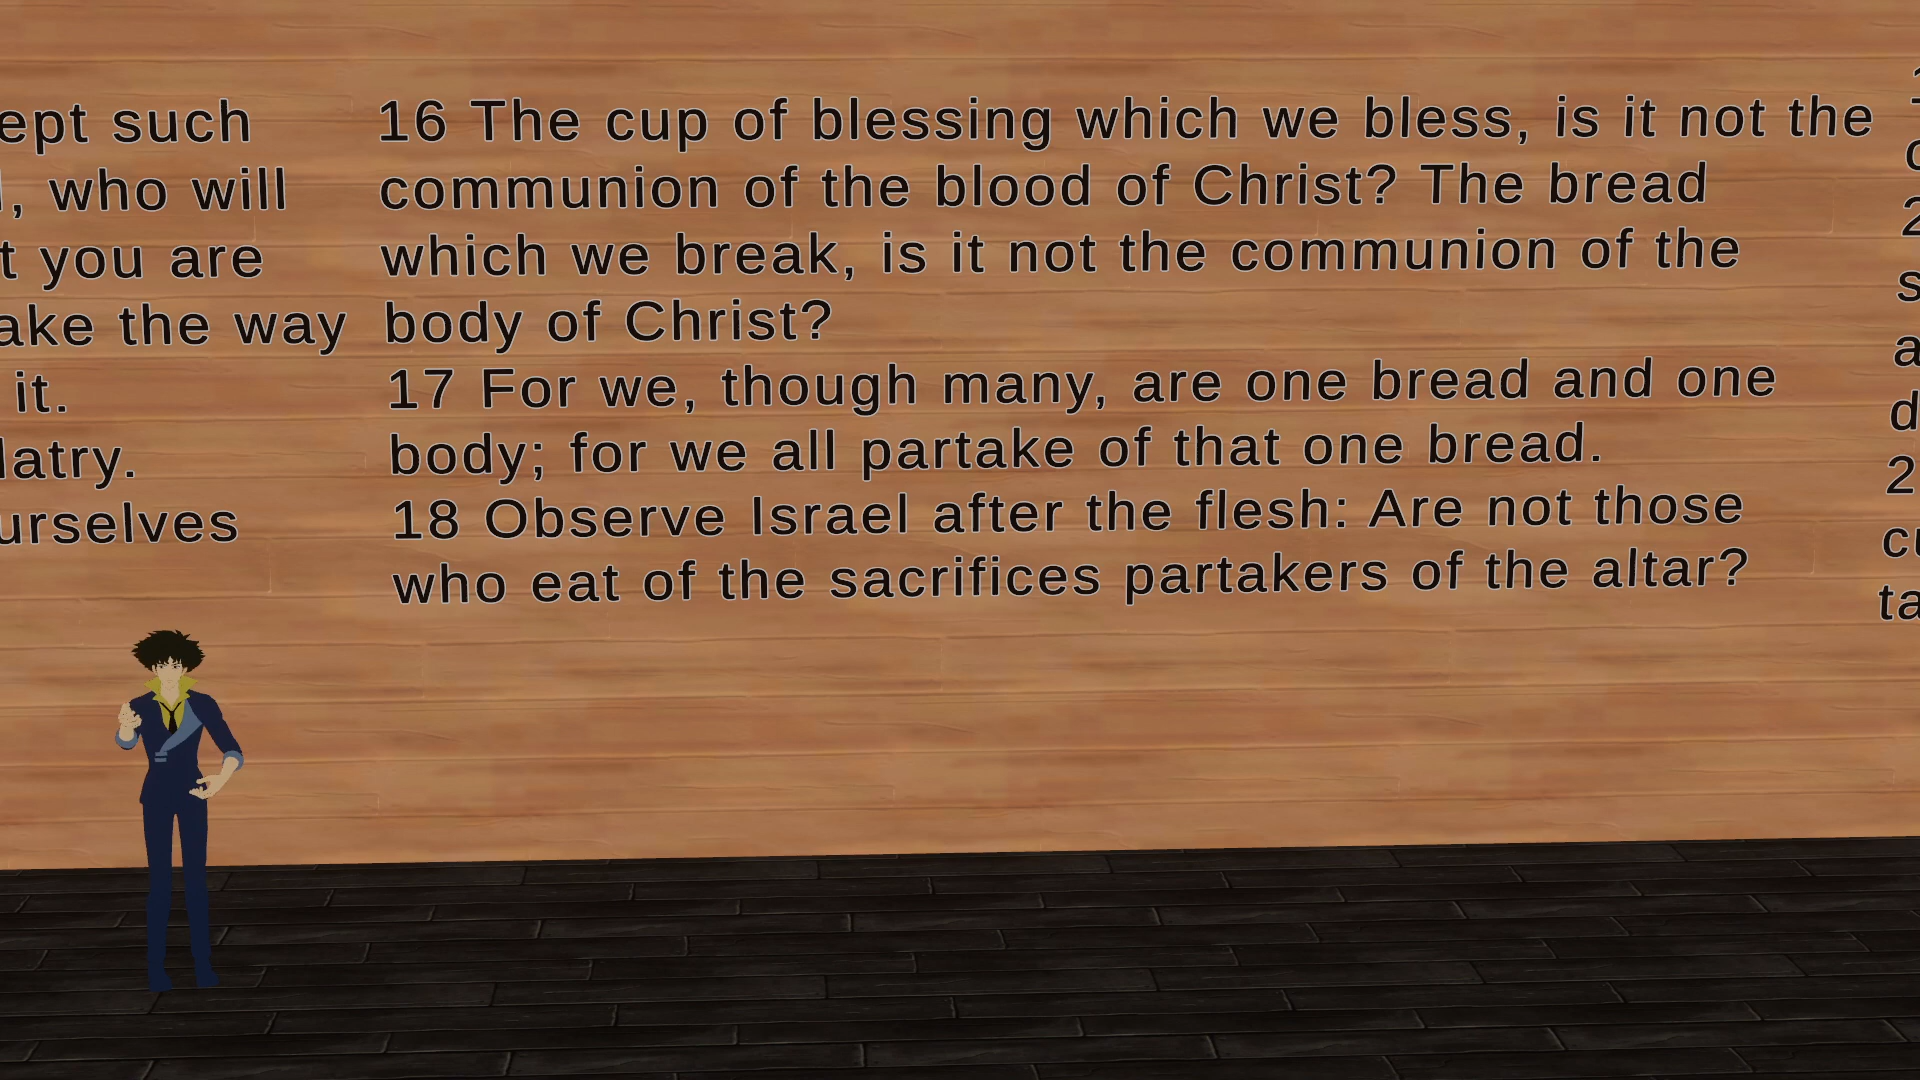 such
who will
you are
the way
it.
16 The cup of blessing which we bless, is it not the
communion of the blood of Christ? The bread
which we break, is it not the communion of the
body of Christ?
17 For we, though many, are one bread and one
body; for we all partake of that one bread.
18 Observe Israel after the flesh: Are not those
who eat of the sacrifices partakers of the altar?